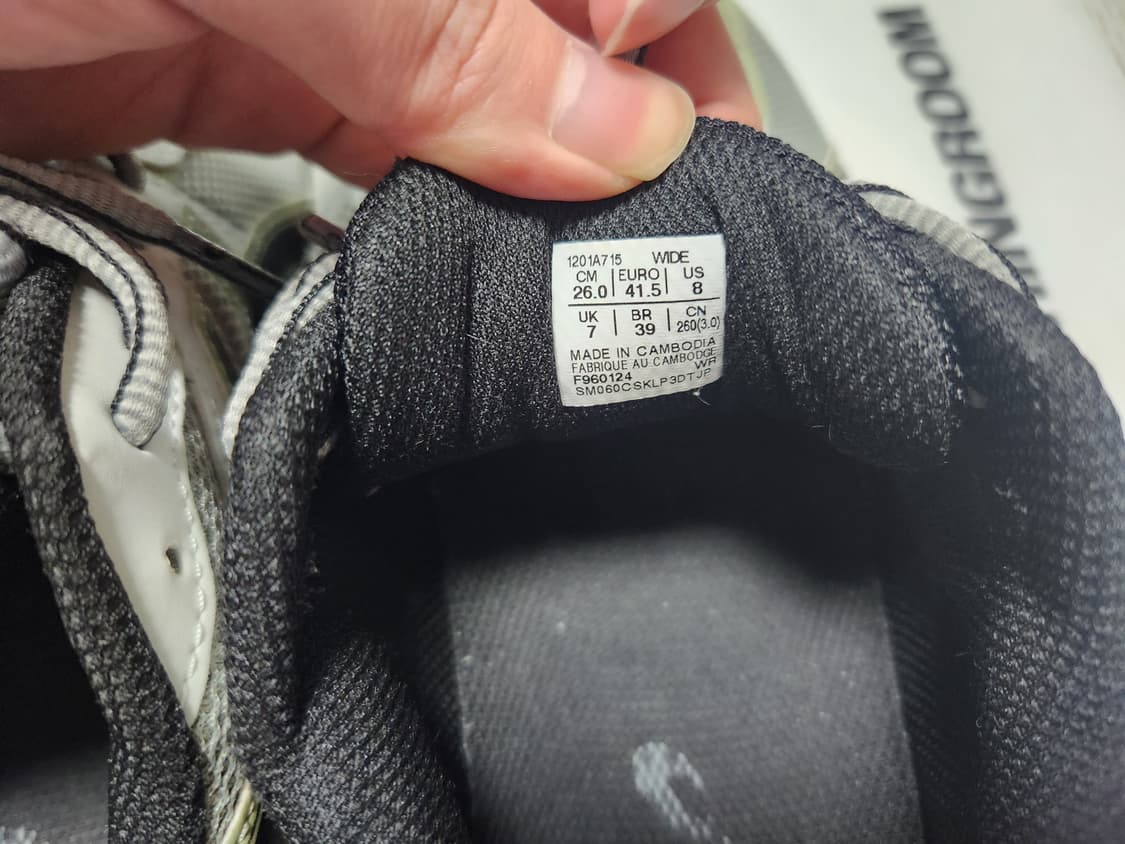 1201A715 WIDE
CM EURO US
26.0 41.5 8
UK BR CN
7 39 260(3.0)
MADE IN CAMBODIA
FABRIQUE AU CAMBODGE
F960124 WR
SM060CSKLP3DTJP